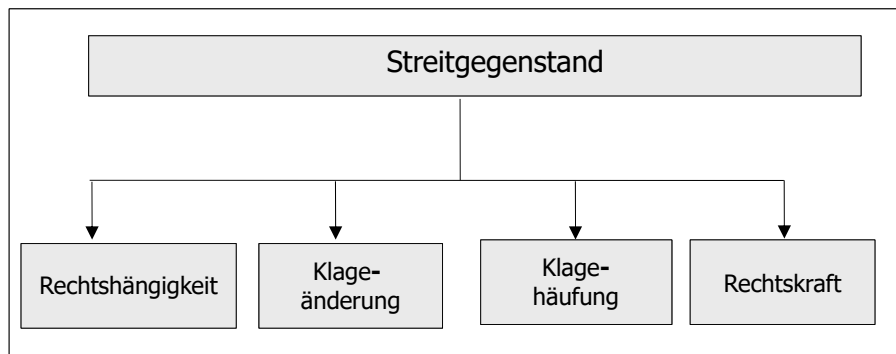 Streitgegenstand
Rechtshängigkeit
Klage-
änderung
Klage-
häufung
Rechtskraft